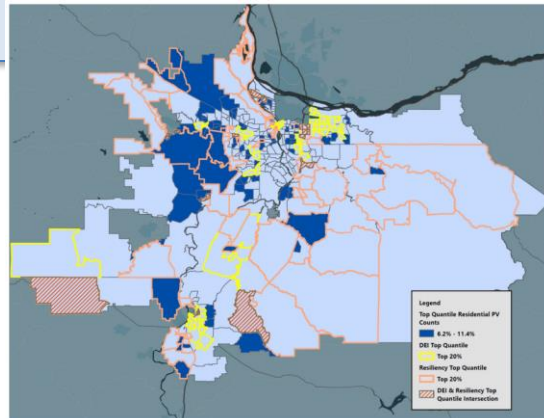 Legend
Top Quantile Residential PV
Counts
6.2% - 11.4%
DEI Top Quantile
Top 20%
Resiliency Top Quantile
Top 20%
DEI & Resiliency Top
Quantile Intersection